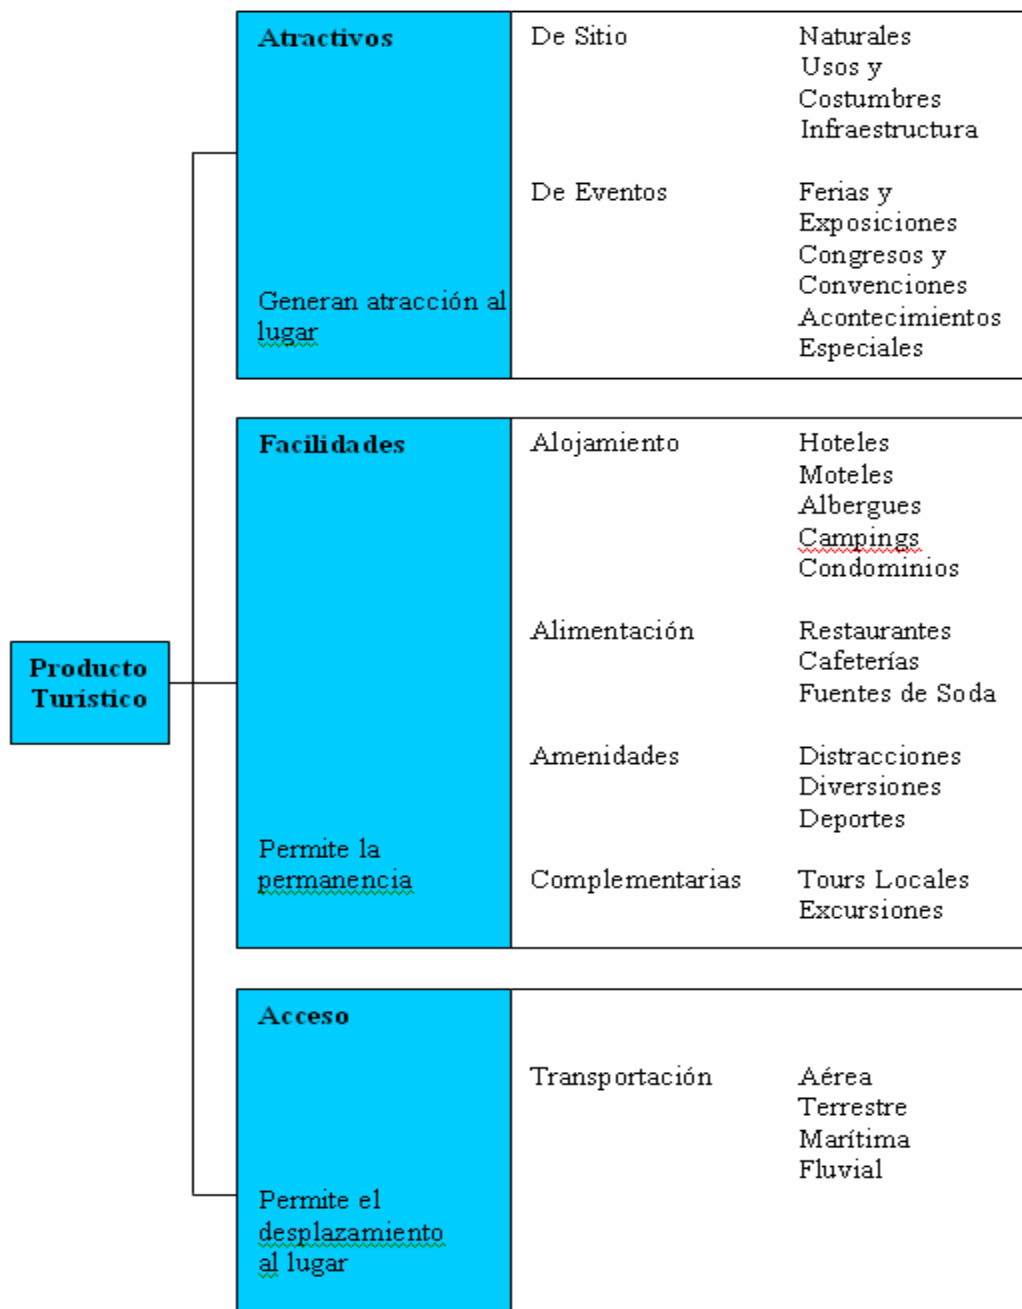 Producto
Turístico
Atractivos
Generan atracción al
lugar
De Sitio
Naturales
Usos y
Costumbres
Infraestructura
De Eventos
Ferias y
Exposiciones
Congresos y
Convenciones
Acontecimientos
Especiales
Facilidades
Permite la
permanencia
Alojamiento
Hoteles
Moteles
Albergues
Campings
Condominios
Alimentación
Restaurantes
Cafeterías
Fuentes de Soda
Amenidades
Distracciones
Diversiones
Deportes
Complementarias
Tours Locales
Excursiones
Acceso
Permite el
desplazamiento
al lugar
Transportación
Aérea
Terrestre
Marítima
Fluvial